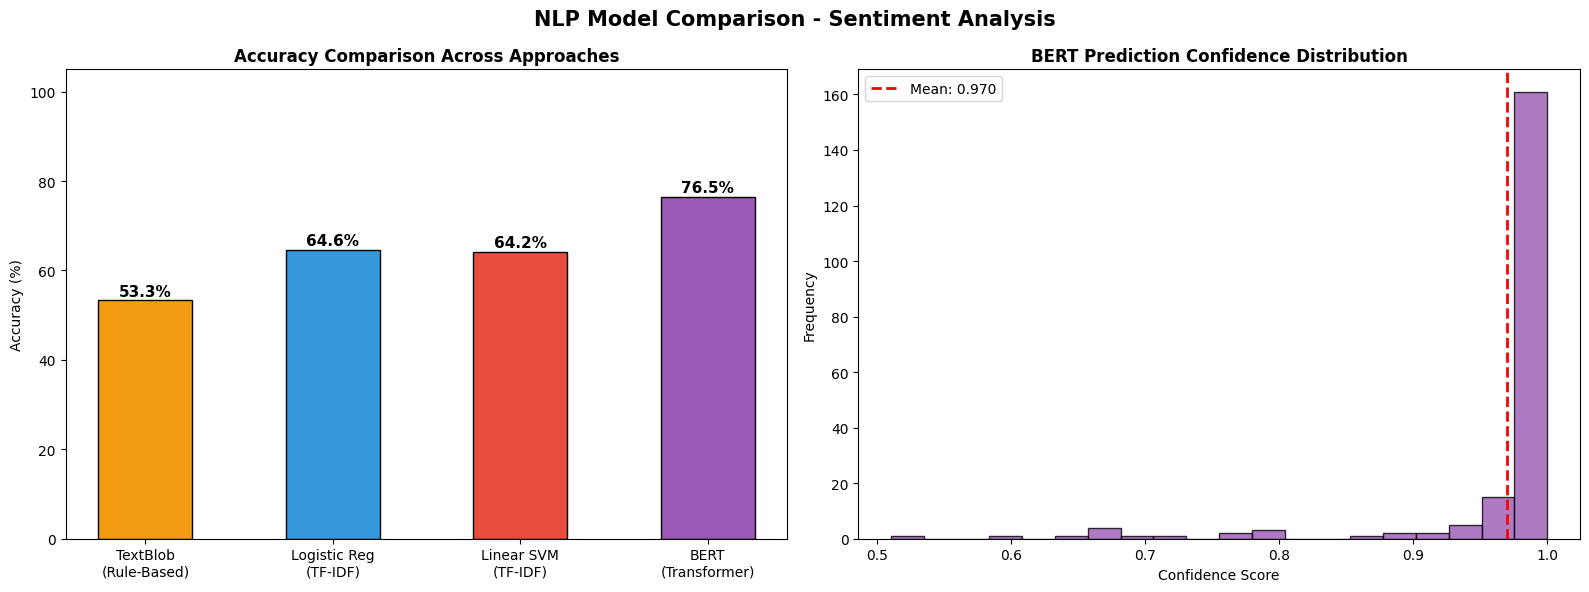 NLP Model Comparison - Sentiment Analysis
Accuracy Comparison Across Approaches
Accuracy (%)
100
80
60
40
20
0
53.3%
64.6%
64.2%
76.5%
TextBlob
(Rule-Based)
Logistic Reg
(TF-IDF)
Linear SVM
(TF-IDF)
BERT
(Transformer)
BERT Prediction Confidence Distribution
Mean: 0.970
Frequency
160
140
120
100
80
60
40
20
0
0.5
0.6
0.7
0.8
0.9
1.0
Confidence Score